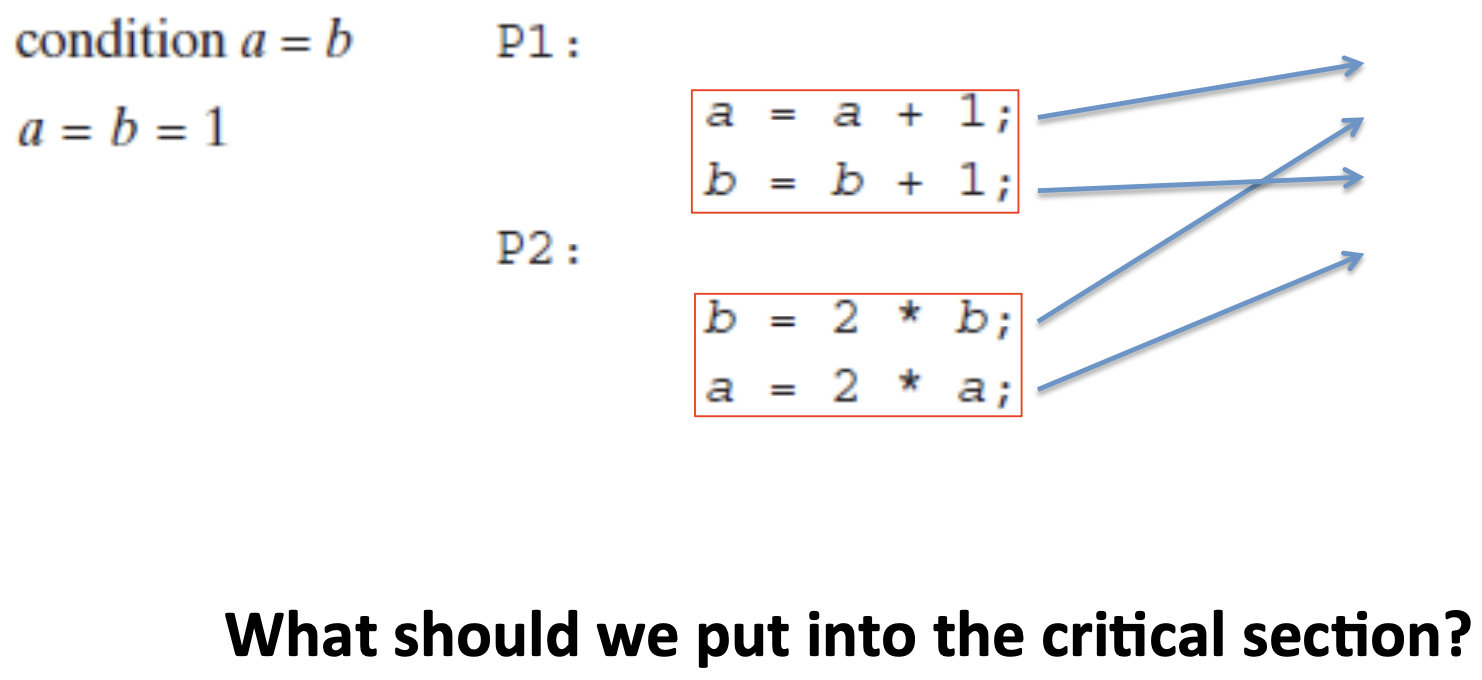 condition a = b
a = b = 1
P1:
a = a + 1;
b = b + 1;
P2:
b = 2 * b;
a = 2 * a;
What should we put into the critical section?